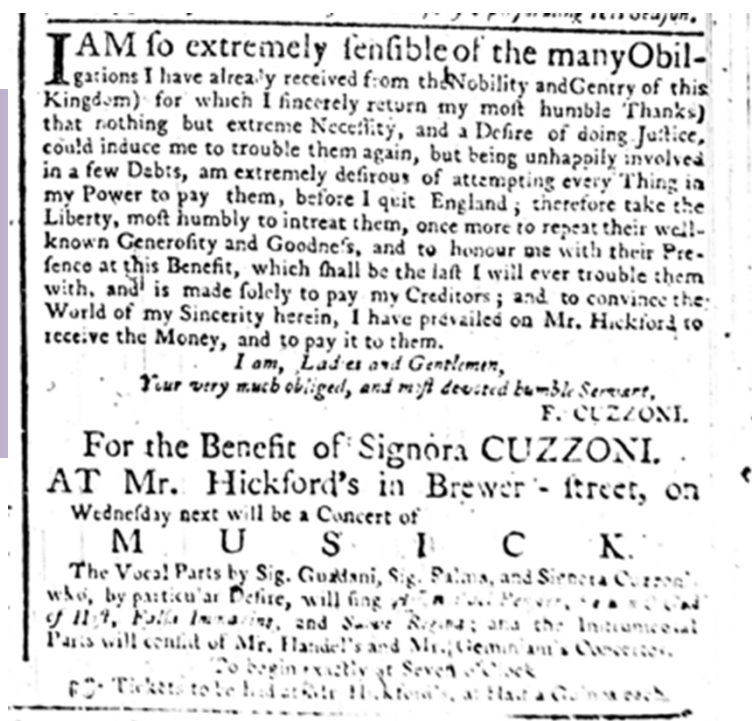 I AM ſo extremely ſenſible of the many Obil-
gations I have already received from the Nobility and Gentry of this
Kingdom) for which I ſincerely return my moſt humble Thanks)
that nothing but extreme Neceſſity, and a Deſire of doing Juſtice,
could induce me to trouble them again, but being unhappily involved
in a few Debts, am extremely deſirous of attempting every Thing in
my Power to pay them, before I quit England; therefore take the
Liberty, moſt humbly to intreat them, once more to repeat their well-
known Generoſity and Goodneſs, and to honour me with their Pre-
ſence at this Benefit, which ſhall be the laſt I will ever trouble them
with, and is made ſolely to pay my Creditors; and to convince the
World of my Sincerity herein, I have prevailed on Mr. Hickford to
receive the Money, and to pay it to them.
I am, Ladies and Gentlemen,
Your very much obliged, and moſt devoted humble Servant,
F. CUZZONI.
For the Benefit of Signora CUZZONI.
AT Mr. Hickford's in Brewer-ſtreet, on
Wedneſday next will be a Concert of
M U S I C K.
The Vocal Parts by Sig. Guadani, Sig. Palma, and Signora Cuzzoni
who, by particular Deſire, will ſing
and Salve Regina; and the Inſtrumental
Parts will conſiſt of Mr. Handel's and Mr. Geminiani's Concertos.
To begin exactly at Seven o'Clock
Tickets to be had at Mr. Hickford's, at Half a Guinea each.